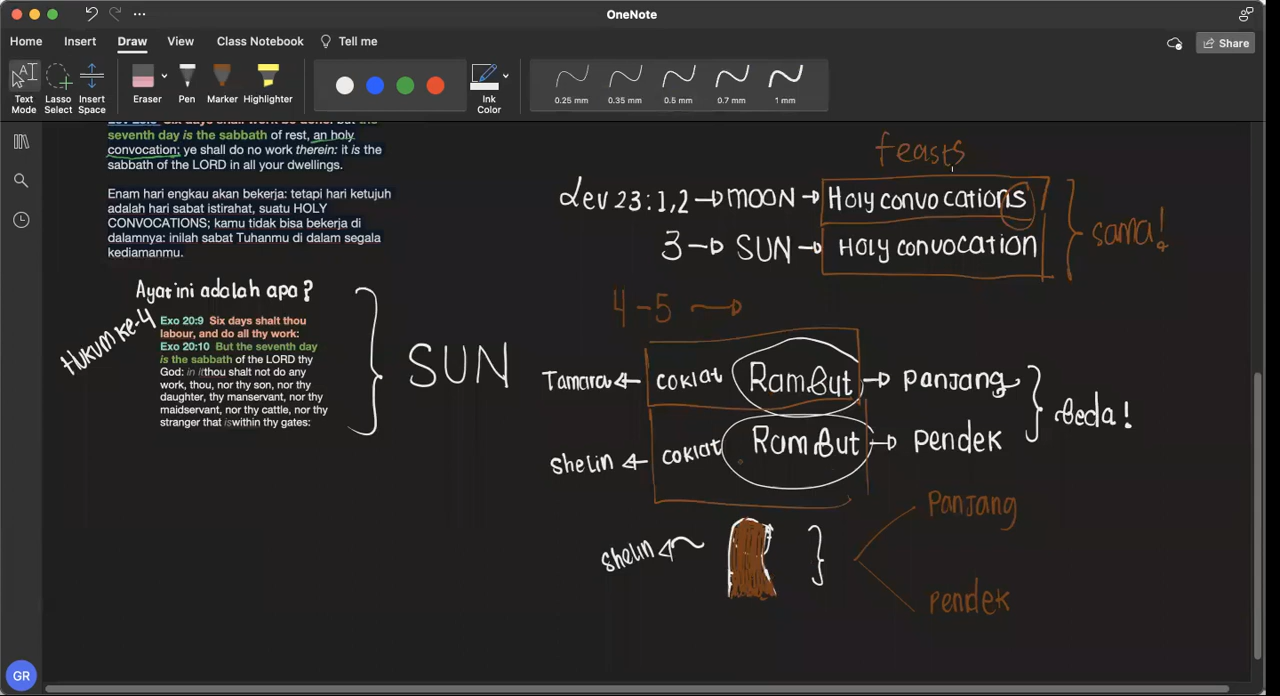 OneNote
Home Insert Draw View Class Notebook Tell me
Share
Text Mode
Lasso Select
Insert Space
Eraser
Pen
Marker
Highlighter
Ink Color
0.25 mm
0.35 mm
0.5 mm
0.7 mm
1 mm
seventh day is the sabbath of rest, an holy
convocation; ye shall do no work therein: it is the
sabbath of the LORD in all your dwellings.
Enam hari engkau akan bekerja: tetapi hari ketujuh
adalah hari sabat istirahat, suatu HOLY
CONVOCATIONS; kamu tidak bisa bekerja di
dalamnya: inilah sabat Tuhanmu di dalam segala
kediamanmu.
Ayat ini adalah apa?
Hukum ke-4
Exo 20:9 Six days shalt thou
labour, and do all thy work:
Exo 20:10 But the seventh day
is the sabbath of the LORD thy
God: in it thou shalt not do any
work, thou, nor thy son, nor thy
daughter, thy manservant, nor thy
maidservant, nor thy cattle, nor thy
stranger that is within thy gates:
SUN
feasts
Lev 23:1,2 → MOON → Holy convocations
3 → SUN → HOLY convocation
sama!
4-5 →
Tamara ← coklat Rambut → Panjang
shelin ← coklat Rambut → Pendek
Beda!
shelin ←
Panjang
Pendek
GR